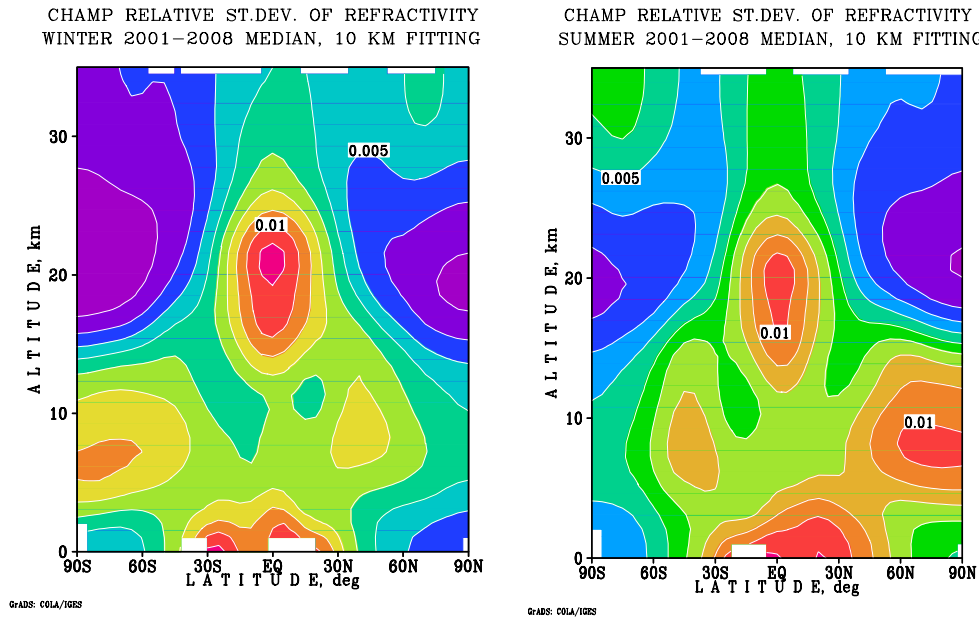 CHAMP RELATIVE ST.DEV. OF REFRACTIVITY
WINTER 2001-2008 MEDIAN, 10 KM FITTING
30
20
10
0
ALTITUDE, km
0.005
0.01
90S 60S 30S EQ 30N 60N 90N
LATITUDE, deg
GrADS: COLA/IGES
CHAMP RELATIVE ST.DEV. OF REFRACTIVITY
SUMMER 2001-2008 MEDIAN, 10 KM FITTING
30
20
10
0
ALTITUDE, km
0.005
0.01
0.01
90S 60S 30S EQ 30N 60N 90N
LATITUDE, deg
GrADS: COLA/IGES